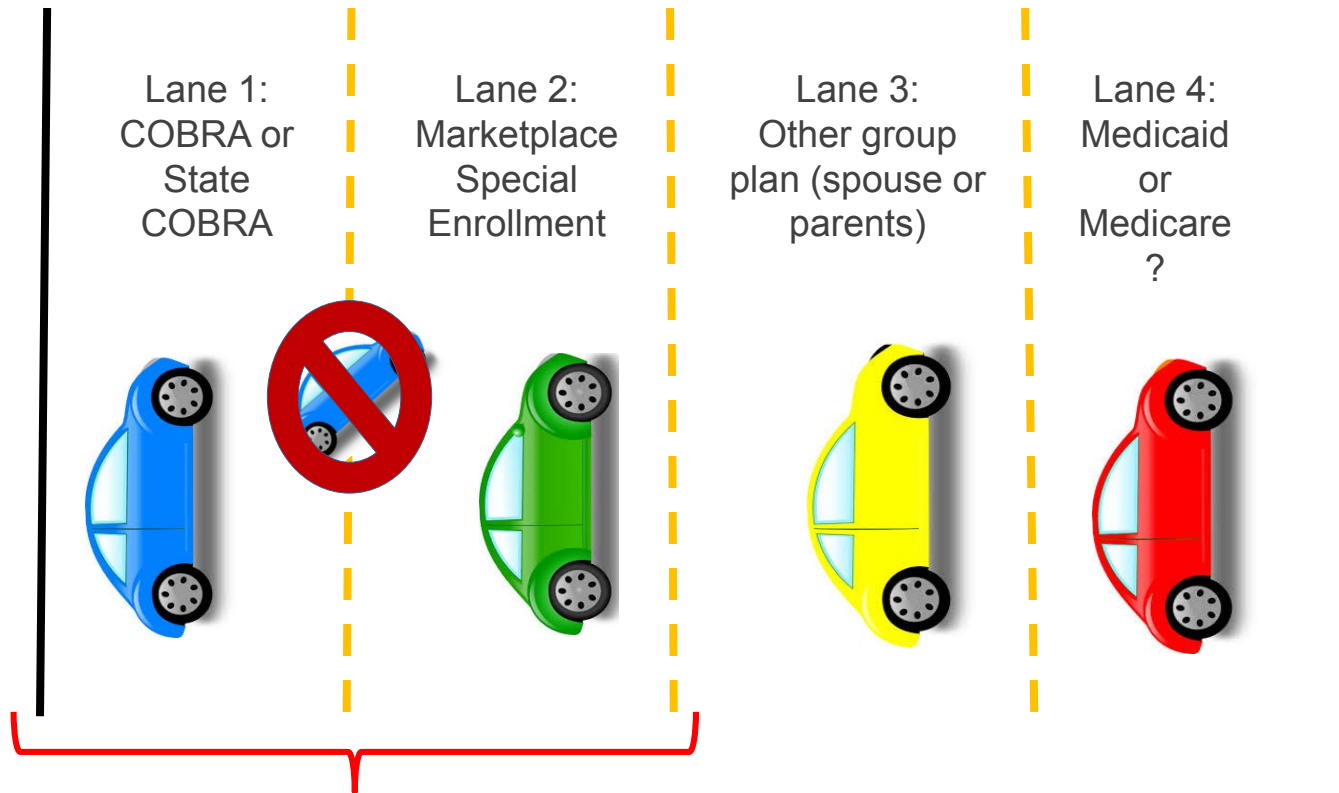 Lane 1:
COBRA or
State
COBRA
Lane 2:
Marketplace
Special
Enrollment
Lane 3:
Other group
plan (spouse or
parents)
Lane 4:
Medicaid
or
Medicare
?